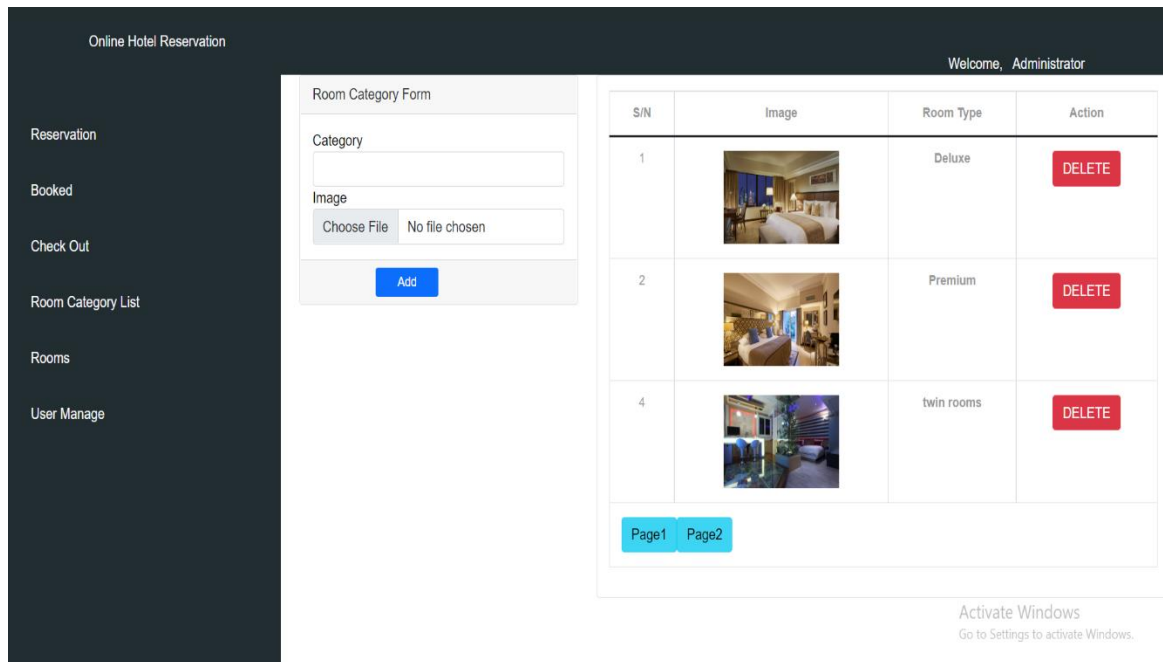 Online Hotel Reservation
Welcome, Administrator
Reservation
Booked
Check Out
Room Category List
Rooms
User Manage
Room Category Form
Category
Image
Choose File No file chosen
Add
S/N Image Room Type Action
1 Deluxe DELETE
2 Premium DELETE
4 twin rooms DELETE
Page1 Page2
Activate Windows
Go to Settings to activate Windows.